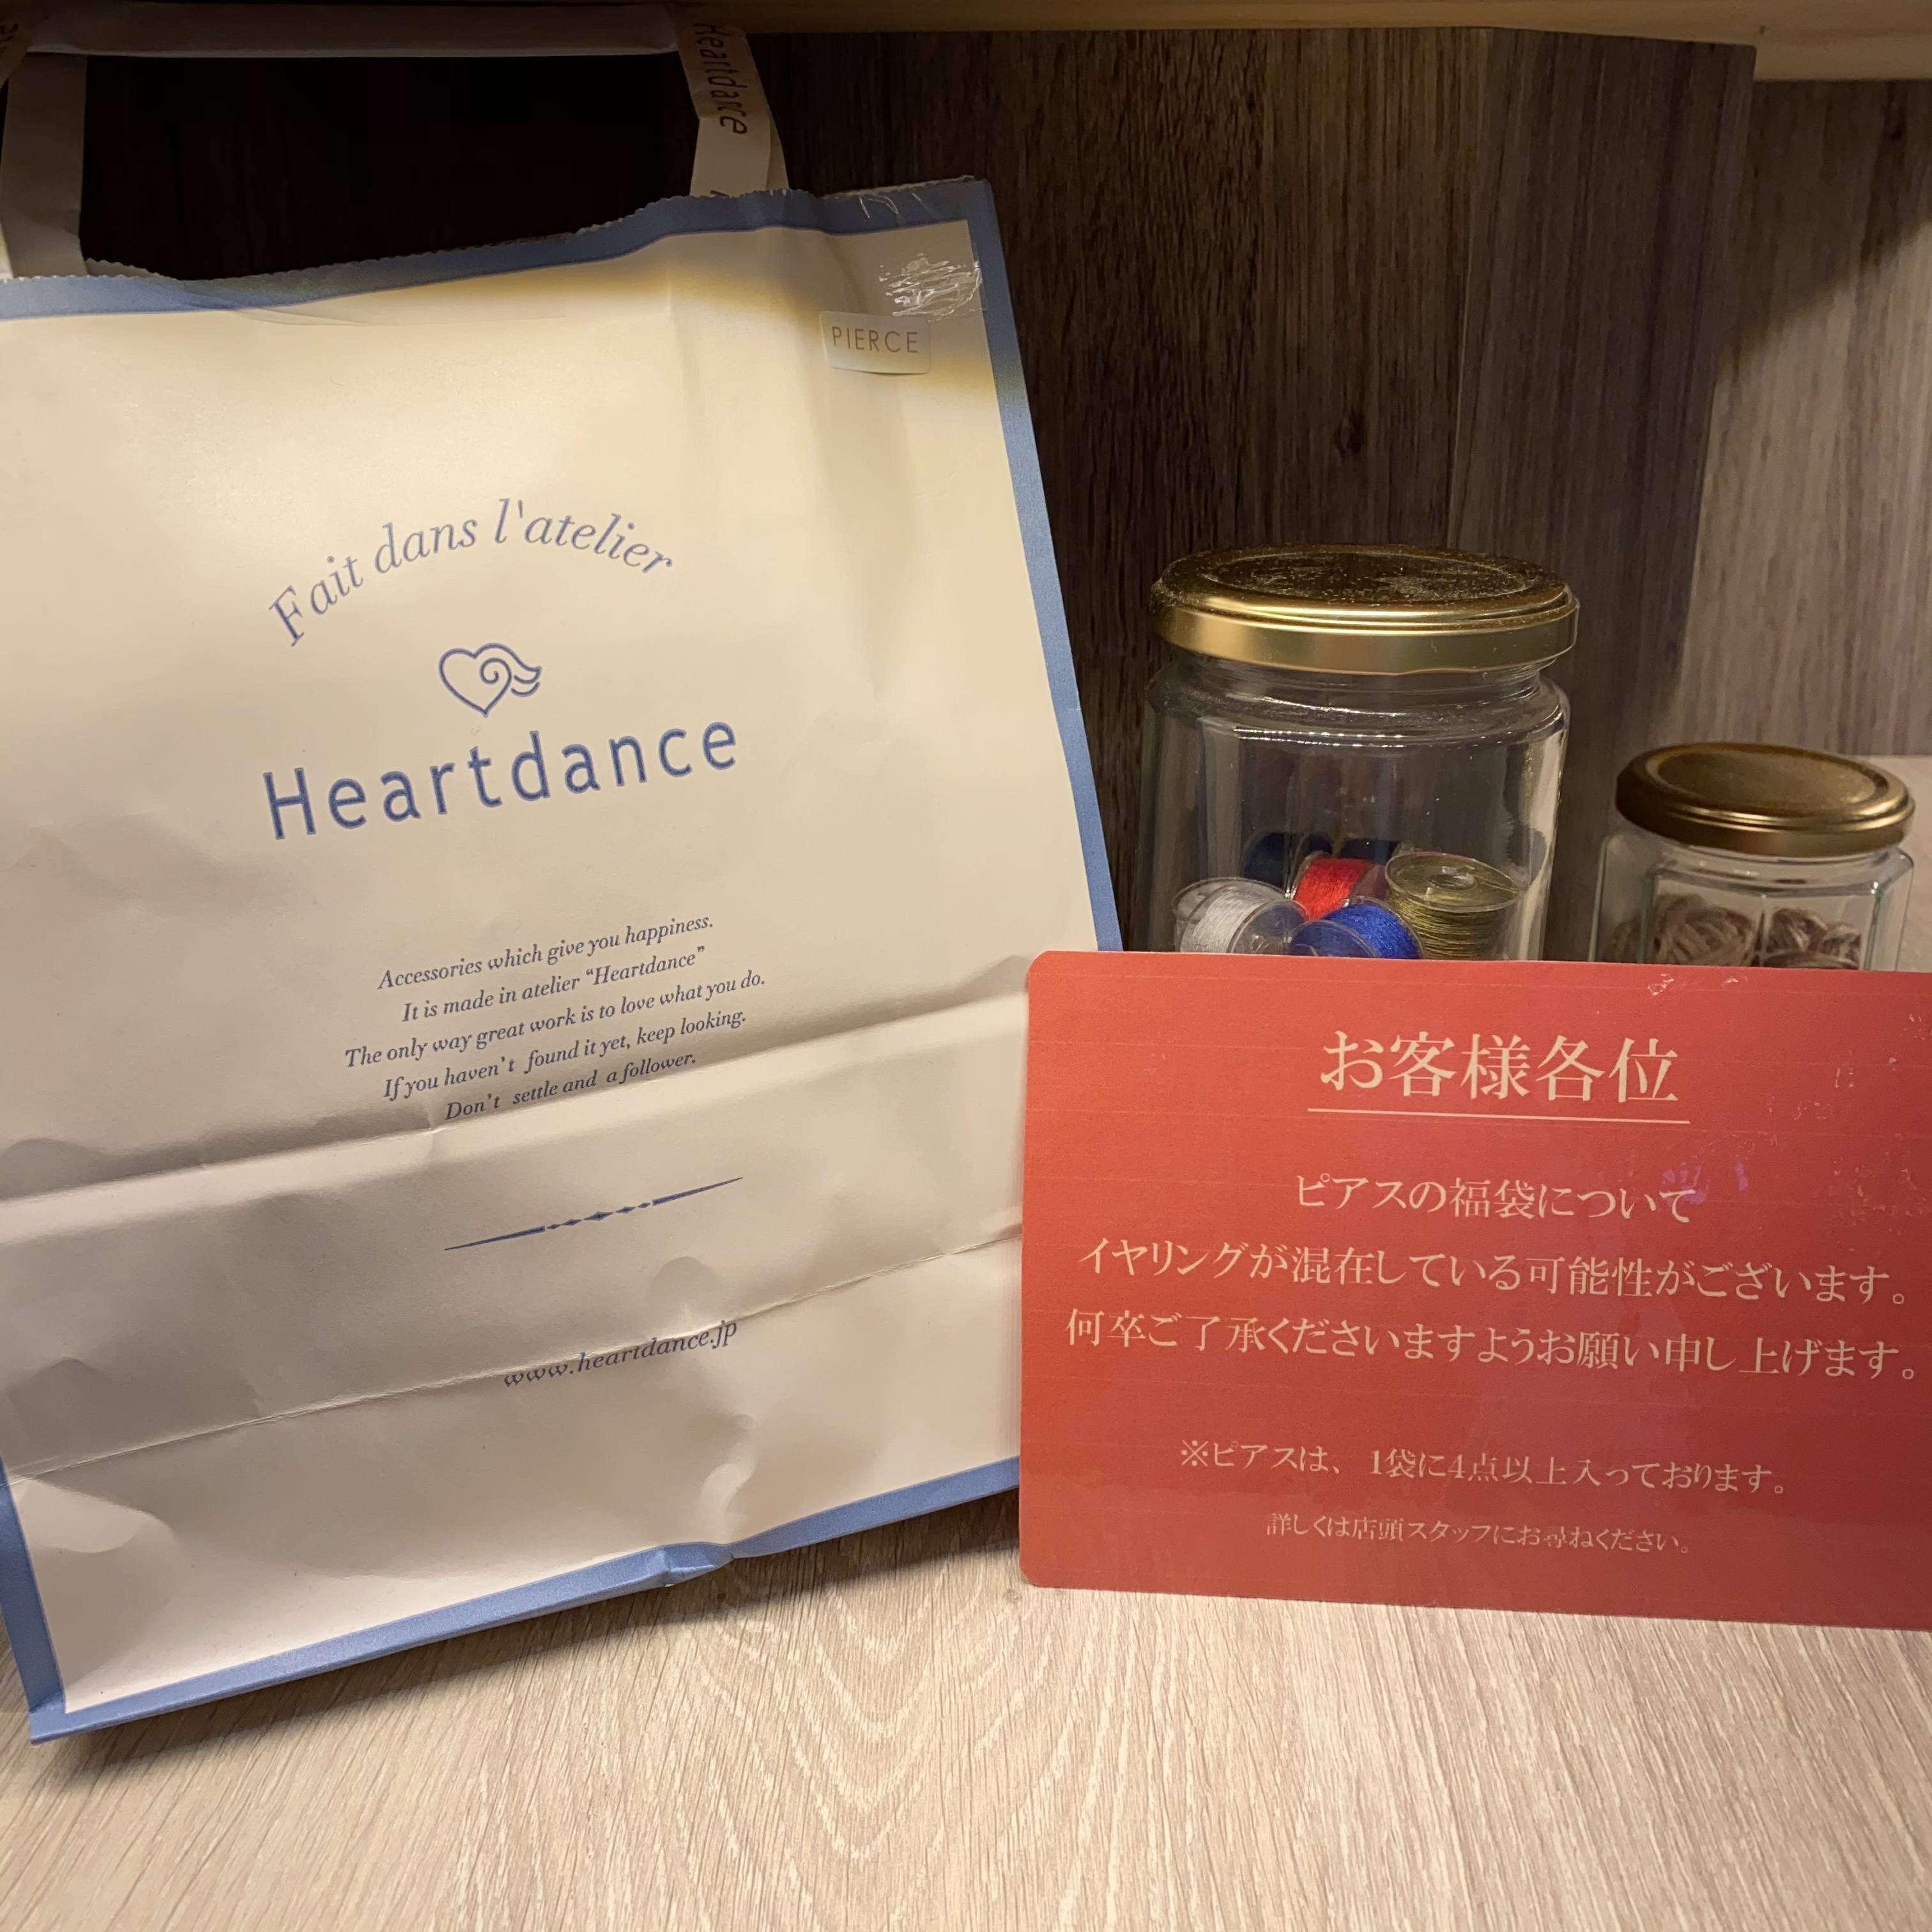 Heartdance
PIERCE
Fait dans l'atelier
Heartdance
Accessories which give you happiness.
It is made in atelier “Heartdance”
The only way great work is to love what you do.
If you haven't found it yet, keep looking.
Don't settle and a follower.
www.heartdance.jp
お客様各位
ピアスの福袋について
イヤリングが混在している可能性がございます。
何卒ご了承くださいますようお願い申し上げます。
※ピアスは、1袋に4点以上入っております。
詳しくは店頭スタッフにお尋ねください。